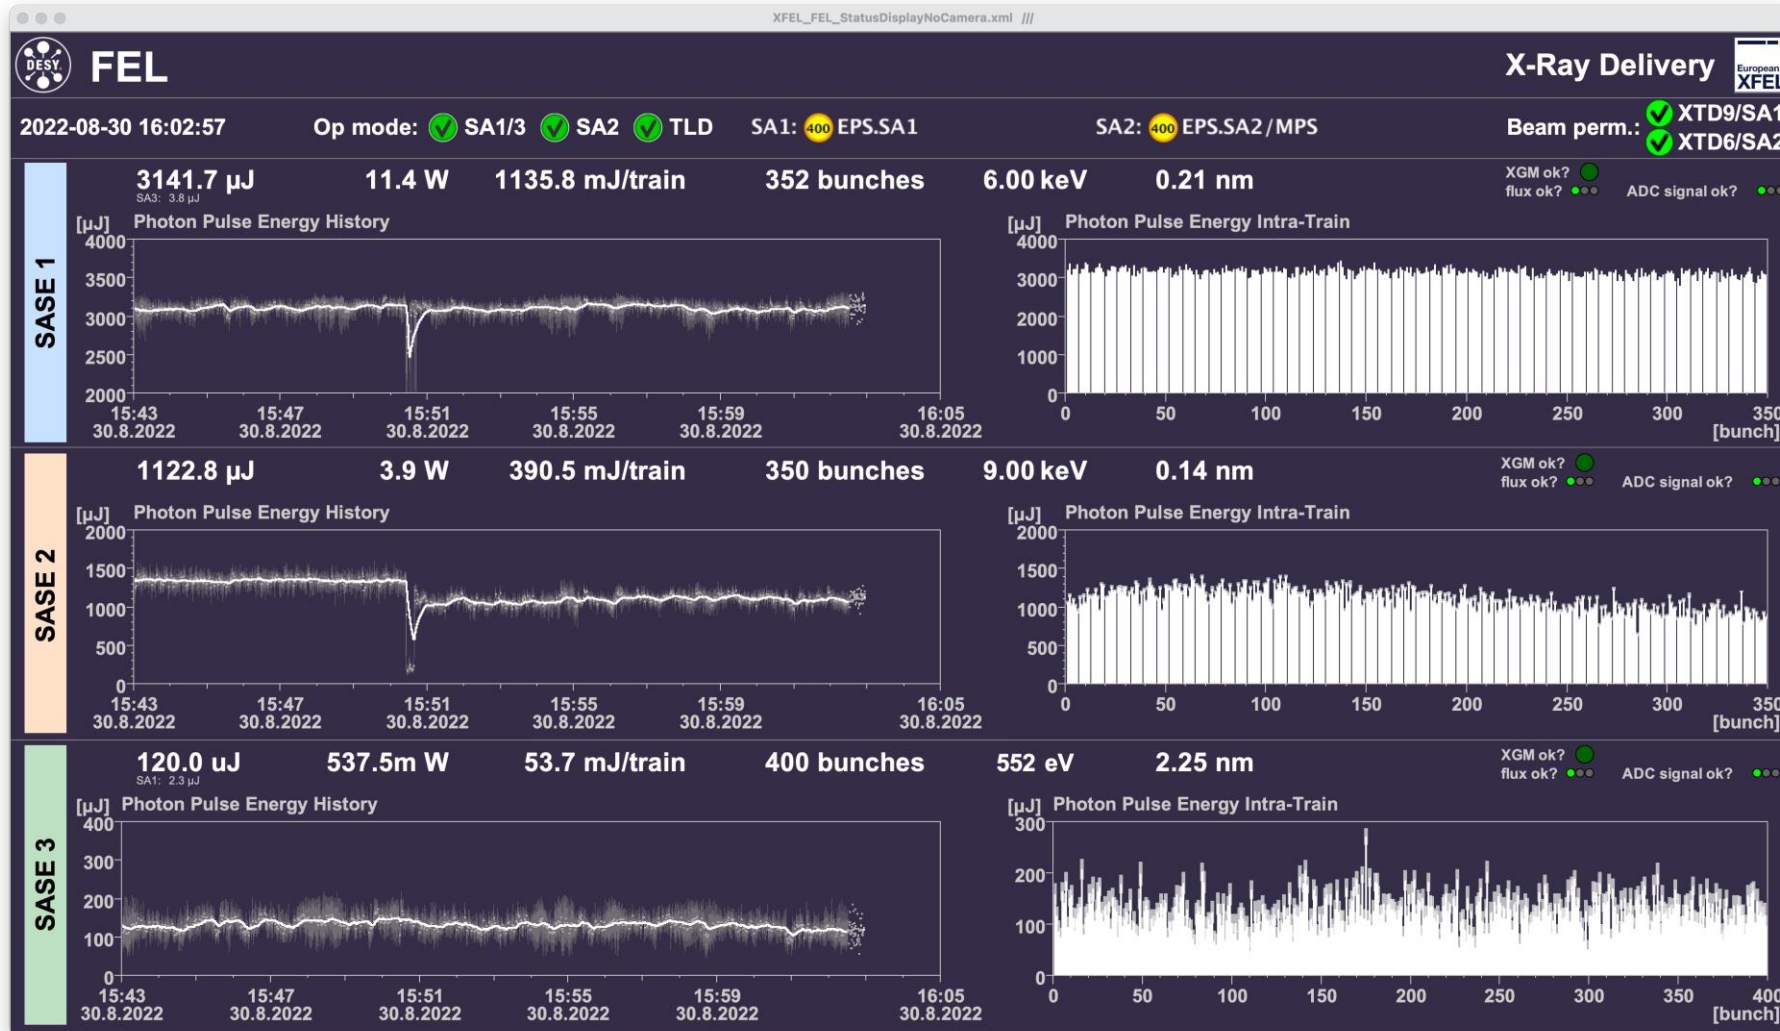 XFEL_FEL_StatusDisplayNoCamera.xml ///
DESY.
FEL
X-Ray Delivery
European
XFEL
2022-08-30 16:02:57
Op mode: SA1/3 SA2 TLD
SA1: 400 EPS.SA1
SA2: 400 EPS.SA2/MPS
Beam perm.: XTD9/SA1
XTD6/SA2
SASE 1
3141.7 µJ 11.4 W 1135.8 mJ/train 352 bunches 6.00 keV 0.21 nm
SA3: 3.8 µJ
XGM ok?
flux ok? ADC signal ok?
[µJ] Photon Pulse Energy History
4000
3500
3000
2500
2000
15:43 15:47 15:51 15:55 15:59 16:05
30.8.2022 30.8.2022 30.8.2022 30.8.2022 30.8.2022 30.8.2022
[µJ] Photon Pulse Energy Intra-Train
4000
3000
2000
1000
0
0 50 100 150 200 250 300 350
[bunch]
SASE 2
1122.8 µJ 3.9 W 390.5 mJ/train 350 bunches 9.00 keV 0.14 nm
XGM ok?
flux ok? ADC signal ok?
[µJ] Photon Pulse Energy History
2000
1500
1000
500
0
15:43 15:47 15:51 15:55 15:59 16:05
30.8.2022 30.8.2022 30.8.2022 30.8.2022 30.8.2022 30.8.2022
[µJ] Photon Pulse Energy Intra-Train
2000
1500
1000
500
0
0 50 100 150 200 250 300 350
[bunch]
SASE 3
120.0 uJ 537.5m W 53.7 mJ/train 400 bunches 552 eV 2.25 nm
SA1: 2.3 µJ
XGM ok?
flux ok? ADC signal ok?
[µJ] Photon Pulse Energy History
400
300
200
100
0
15:43 15:47 15:51 15:55 15:59 16:05
30.8.2022 30.8.2022 30.8.2022 30.8.2022 30.8.2022 30.8.2022
[µJ] Photon Pulse Energy Intra-Train
300
200
100
0
0 50 100 150 200 250 300 350 400
[bunch]